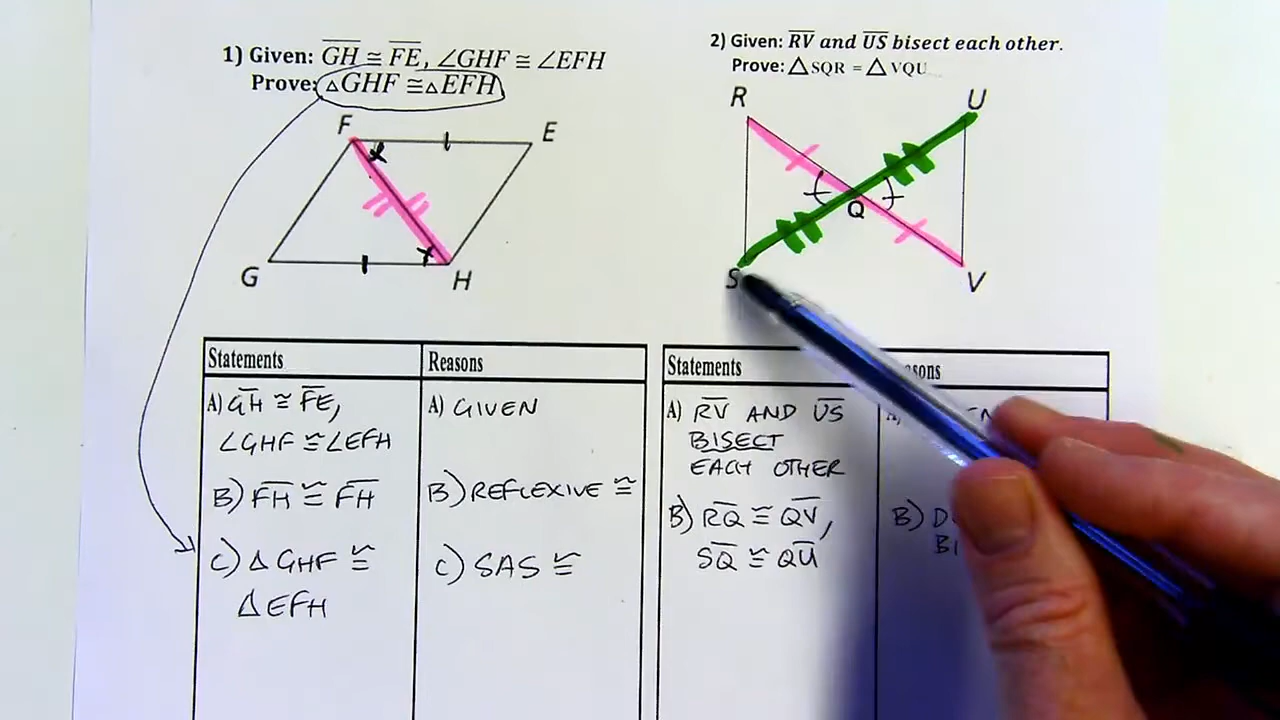 1) Given: GH ≅ FE, ∠GHF ≅ ∠EFH
Prove: △GHF ≅ △EFH
F
E
G
H
Statements
Reasons
A) GH ≅ FE,
∠GHF ≅ ∠EFH
A) GIVEN
B) FH ≅ FH
B) REFLEXIVE ≅
C) △ GHF ≅
△ EFH
C) SAS ≅
2) Given: RV and US bisect each other.
Prove: △SQR = △VQU
R
U
Q
S
V
Statements
A) RV AND US
BISECT
EACH OTHER
B) RQ ≅ QV,
SQ ≅ QU
B)